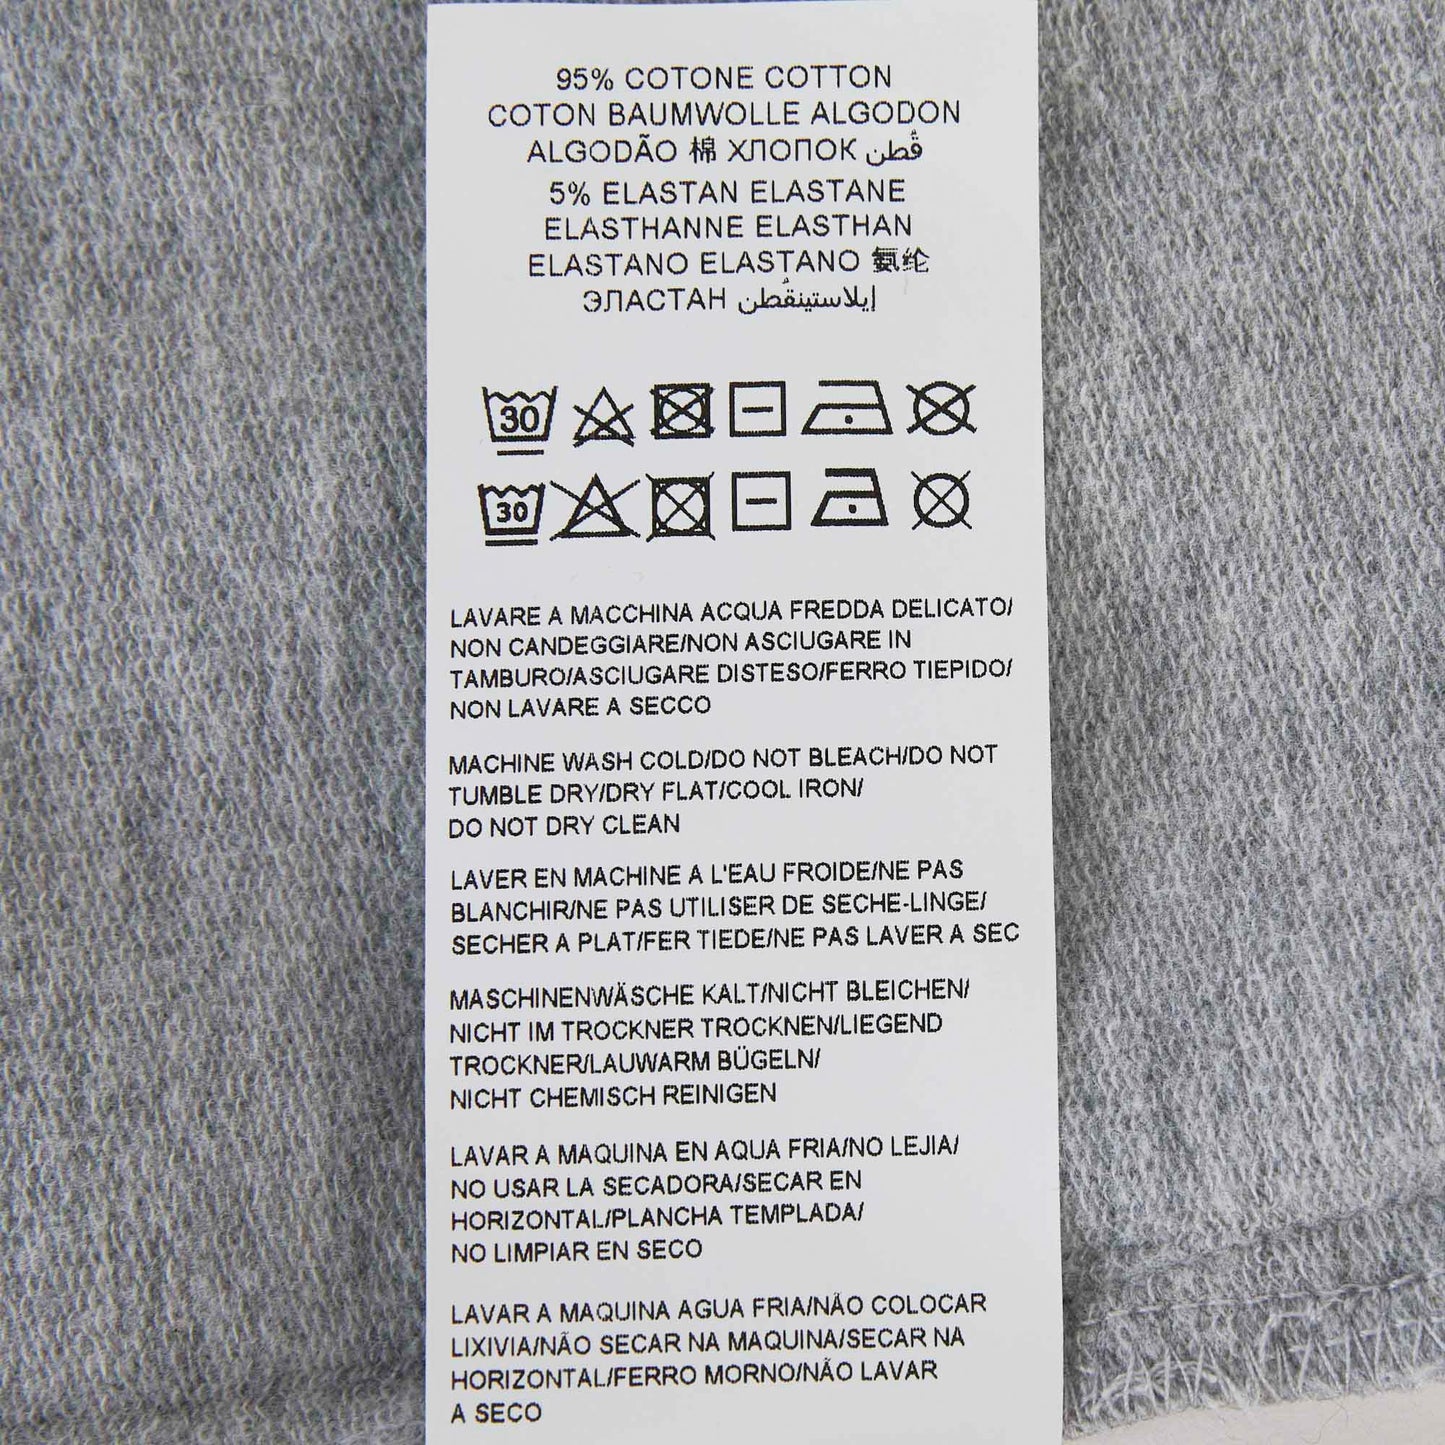 95% COTONE COTTON
COTON BAUMWOLLE ALGODON
ALGODÃO 棉 ХЛОПОК قُطن
5% ELASTAN ELASTANE
ELASTHANNE ELASTHAN
ELASTANO ELASTANO 氨纶
ЭЛАСТАН إيلاستينقُطن
30
30
LAVARE A MACCHINA ACQUA FREDDA DELICATO/
NON CANDEGGIARE/NON ASCIUGARE IN
TAMBURO/ASCIUGARE DISTESO/FERRO TIEPIDO/
NON LAVARE A SECCO
MACHINE WASH COLD/DO NOT BLEACH/DO NOT
TUMBLE DRY/DRY FLAT/COOL IRON/
DO NOT DRY CLEAN
LAVER EN MACHINE A L'EAU FROIDE/NE PAS
BLANCHIR/NE PAS UTILISER DE SECHE-LINGE/
SECHER A PLAT/FER TIEDE/NE PAS LAVER A SEC
MASCHINENWÄSCHE KALT/NICHT BLEICHEN/
NICHT IM TROCKNER TROCKNEN/LIEGEND
TROCKNER/LAUWARM BÜGELN/
NICHT CHEMISCH REINIGEN
LAVAR A MAQUINA EN AQUA FRIA/NO LEJIA/
NO USAR LA SECADORA/SECAR EN
HORIZONTAL/PLANCHA TEMPLADA/
NO LIMPIAR EN SECO
LAVAR A MAQUINA AGUA FRIA/NÃO COLOCAR
LIXIVIA/NÃO SECAR NA MAQUINA/SECAR NA
HORIZONTAL/FERRO MORNO/NÃO LAVAR
A SECO